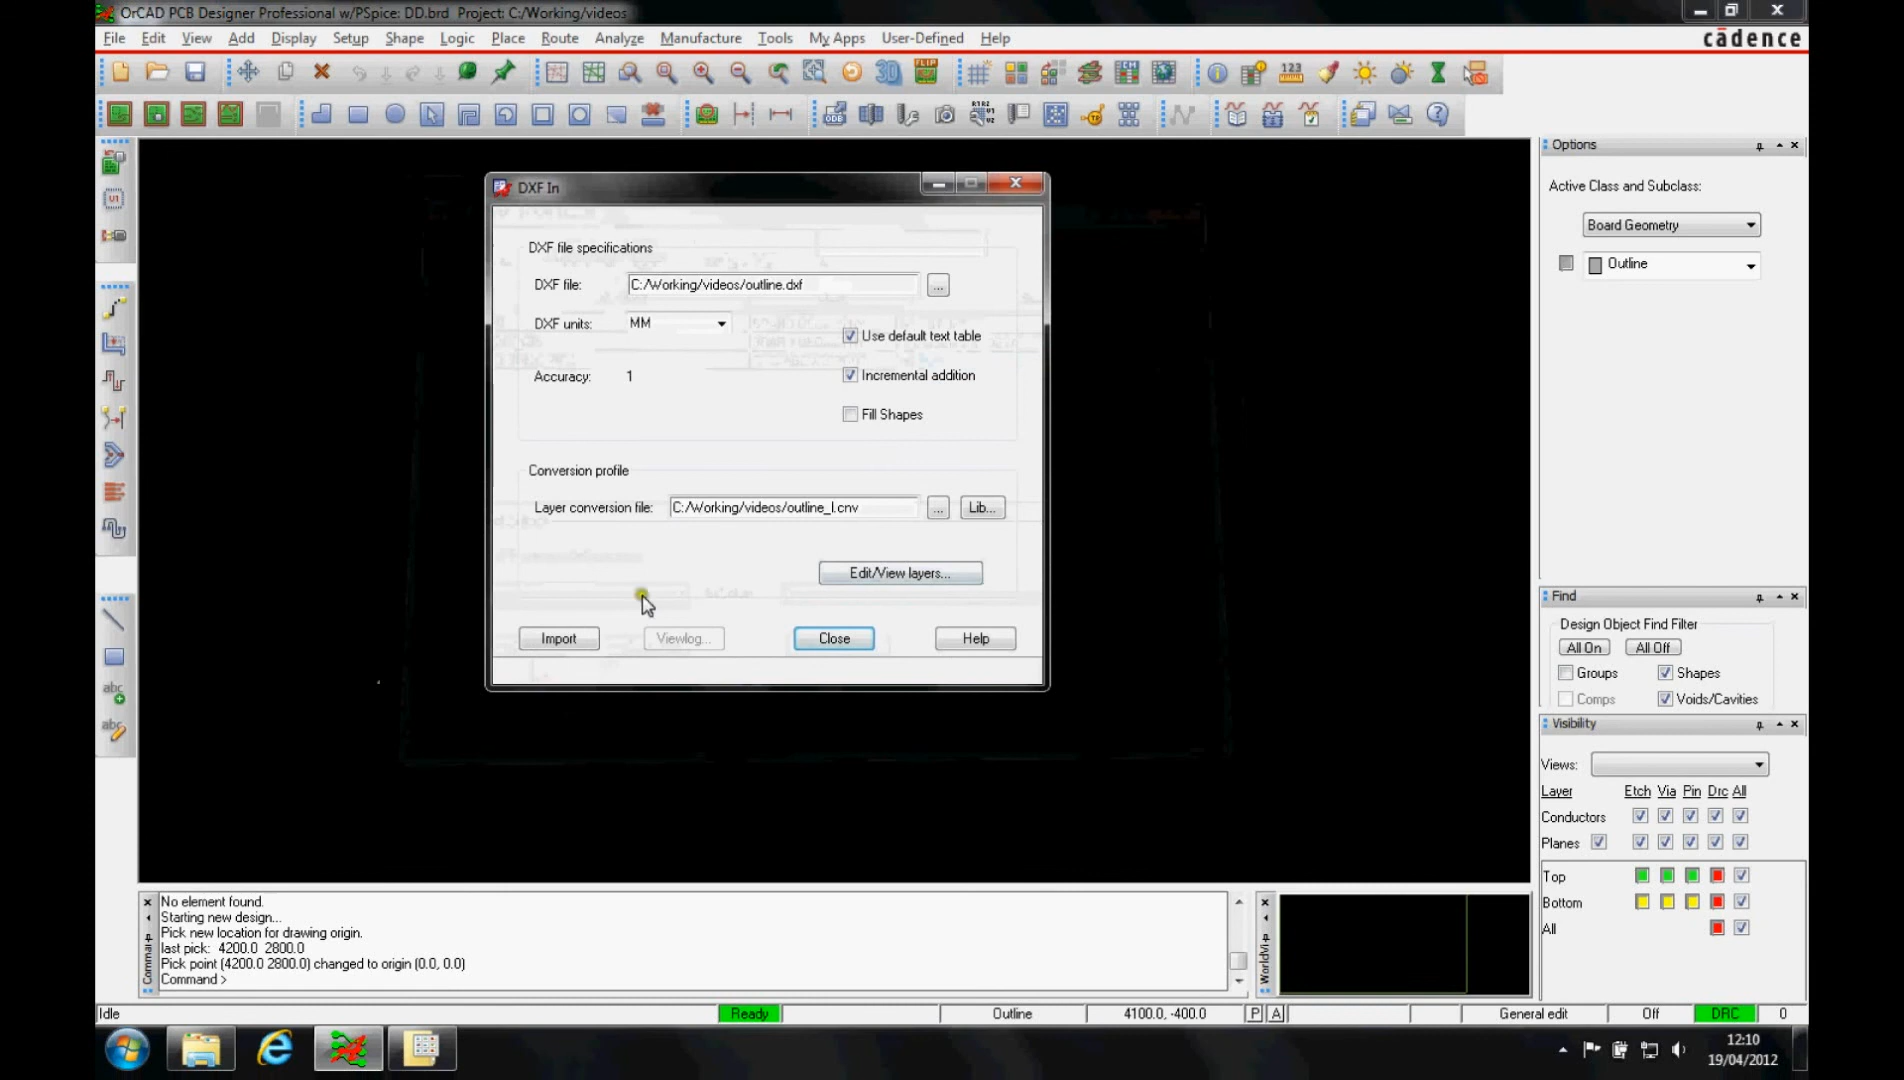 OrCAD PCB Designer Professional w/PSpice: DD.brd Project: C:/Working/videos
File Edit View Add Display Setup Shape Logic Place Route Analyze Manufacture Tools My Apps User-Defined Help
cādence
DXF In
DXF file specifications
DXF file: C:/Working/videos/outline.dxf ...
DXF units: MM
Use default text table
Accuracy: 1
Incremental addition
Fill Shapes
Conversion profile
Layer conversion file: C:/Working/videos/outline_l.cnv ... Lib...
Edit/View layers...
Import Viewlog... Close Help
Options
Active Class and Subclass:
Board Geometry
Outline
Find
Design Object Find Filter
All On All Off
Groups Shapes
Comps Voids/Cavities
Visibility
Views:
Layer Etch Via Pin Drc All
Conductors
Planes
Top
Bottom
All
No element found.
Starting new design...
Pick new location for drawing origin.
last pick: 4200.0 2800.0
Pick point (4200.0 2800.0) changed to origin (0.0, 0.0)
Command >
Idle Ready Outline 4100.0, -400.0 P A General edit Off DRC 0
12:10
19/04/2012